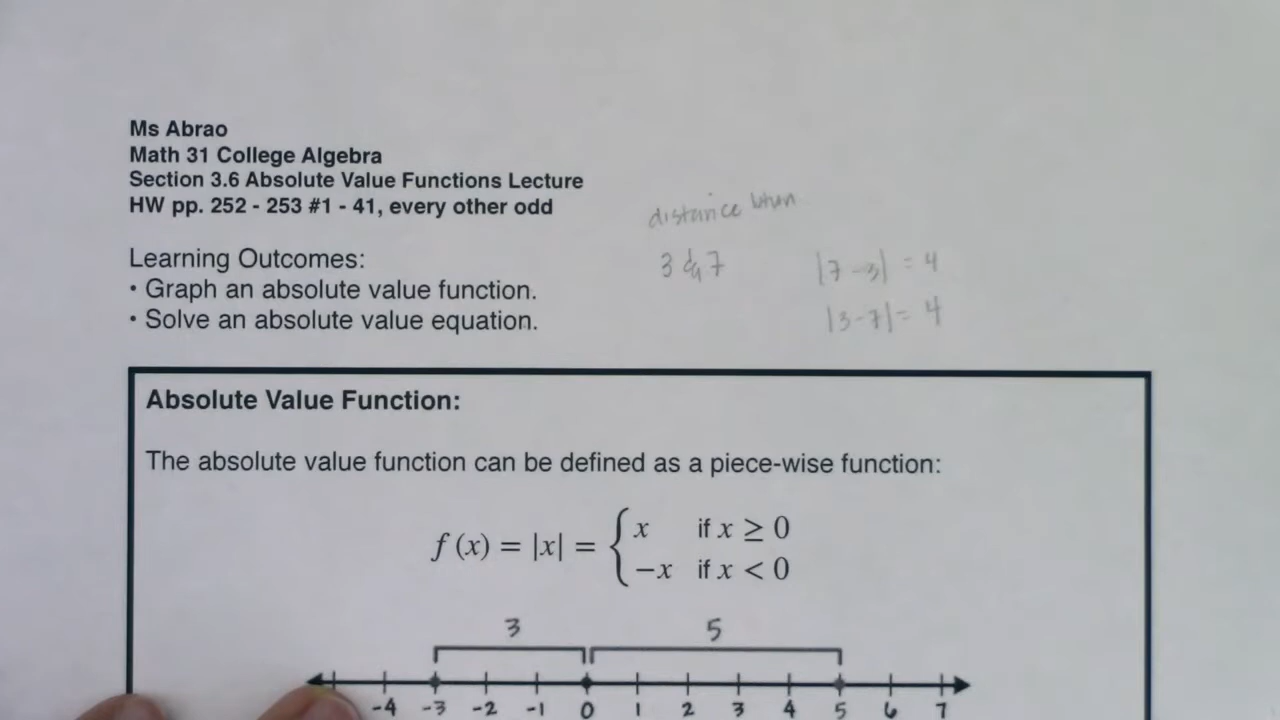 Ms Abrao
Math 31 College Algebra
Section 3.6 Absolute Value Functions Lecture
HW pp. 252 - 253 #1 - 41, every other odd
distance btwn
3 & 7 |7 - 3| = 4
|3 - 7| = 4
Learning Outcomes:
• Graph an absolute value function.
• Solve an absolute value equation.
Absolute Value Function:
The absolute value function can be defined as a piece-wise function:
f (x) = |x| = { x if x ≥ 0
−x if x < 0
3 5
-4 -3 -2 -1 0 1 2 3 4 5 6 7